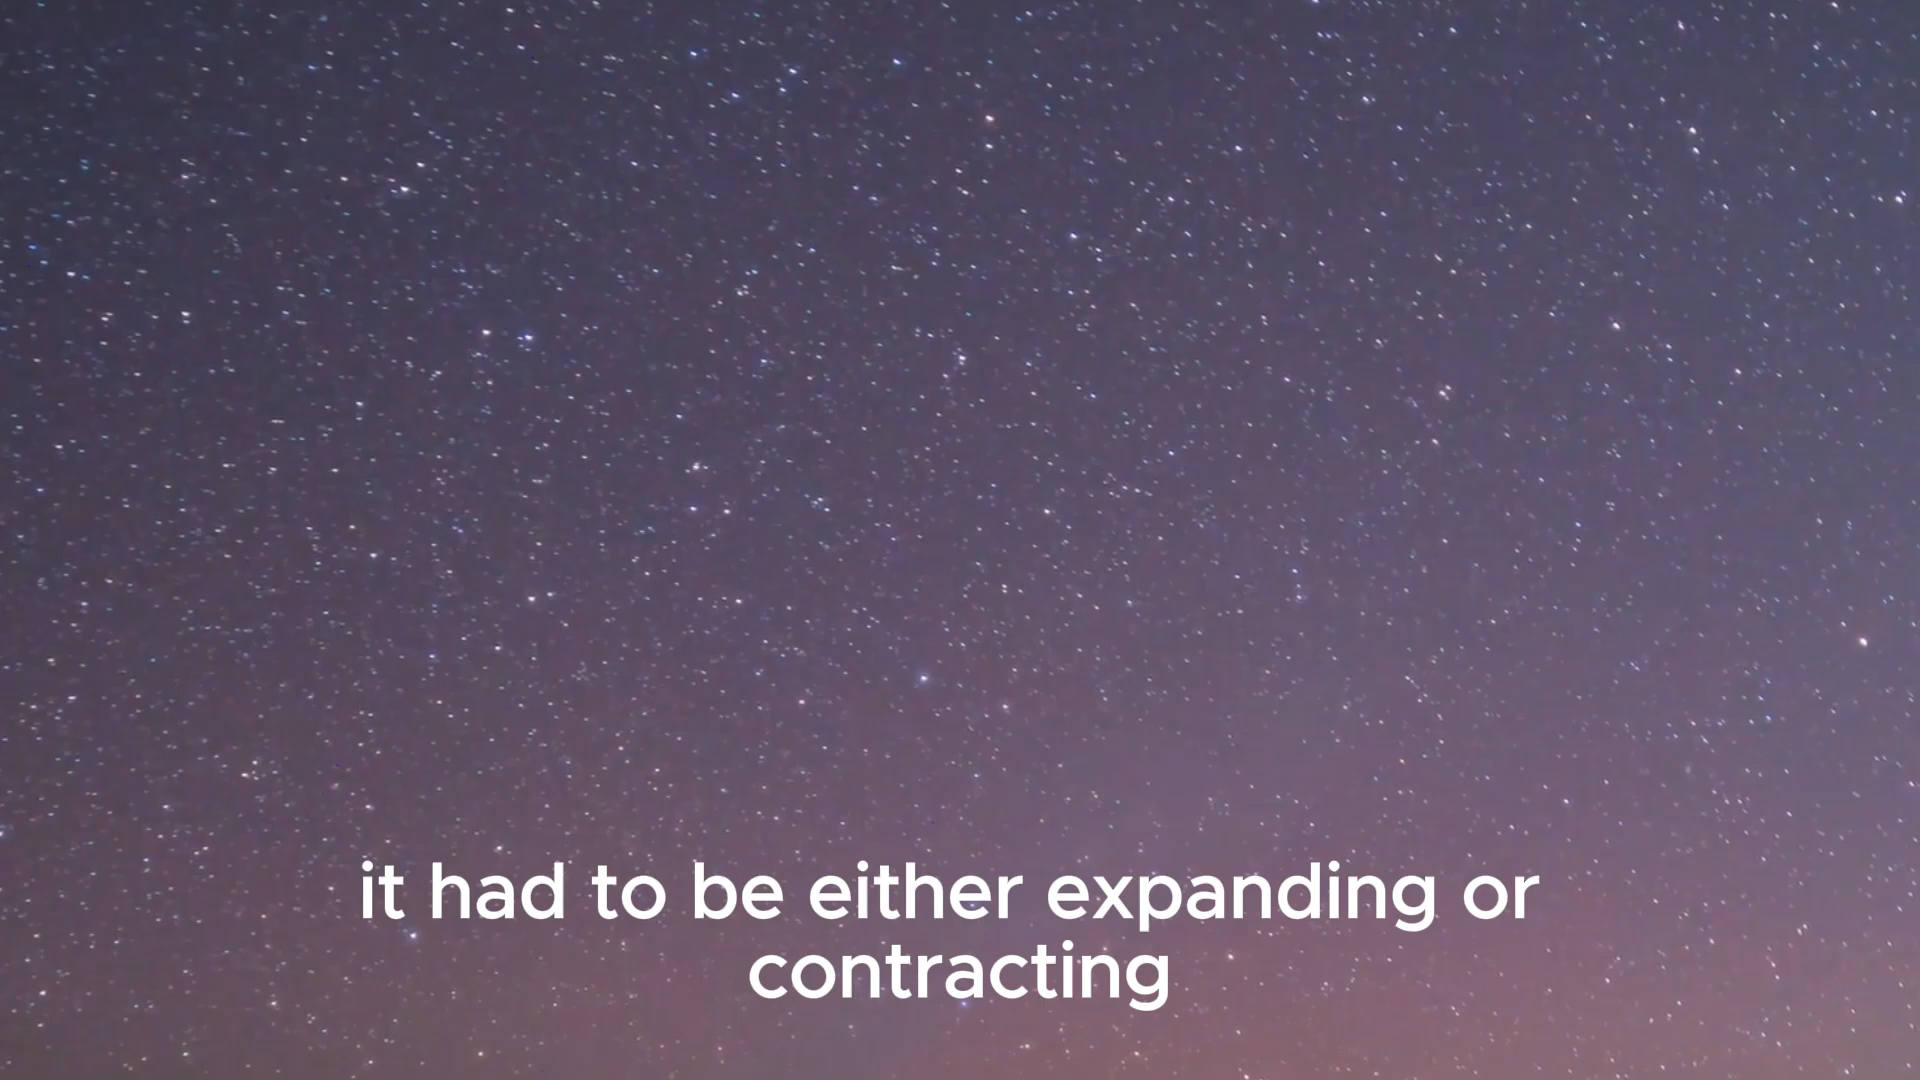 it had to be either expanding or
contracting